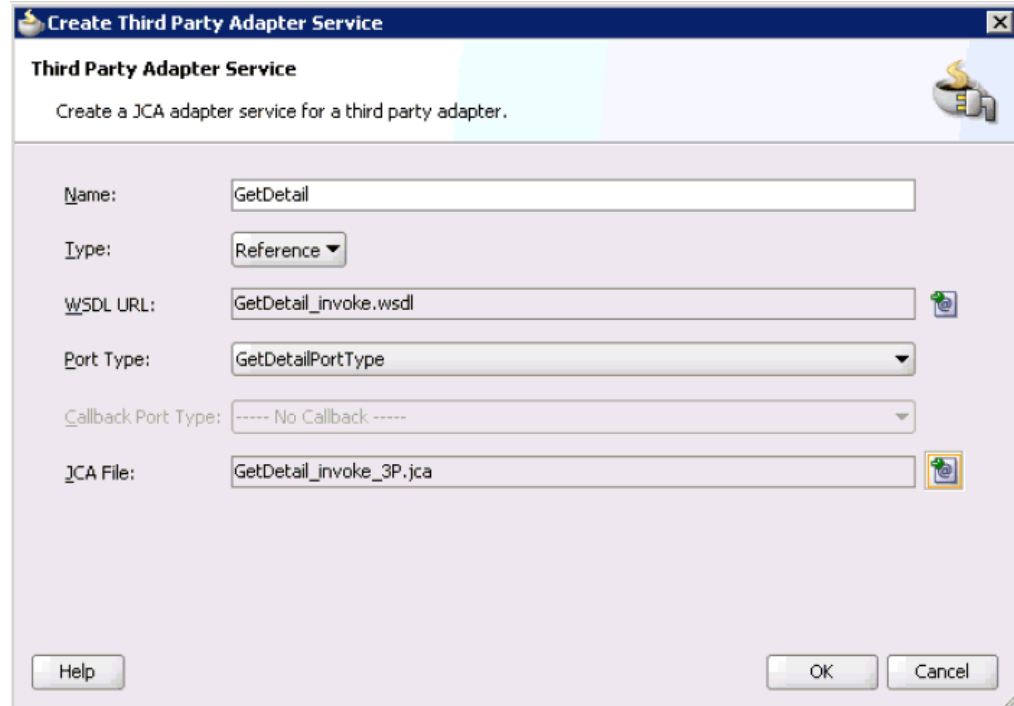 Create Third Party Adapter Service
Third Party Adapter Service
Create a JCA adapter service for a third party adapter.
Name: GetDetail
Type: Reference
WSDL URL: GetDetail_invoke.wsdl
Port Type: GetDetailPortType
Callback Port Type: ----- No Callback -----
JCA File: GetDetail_invoke_3P.jca
Help OK Cancel